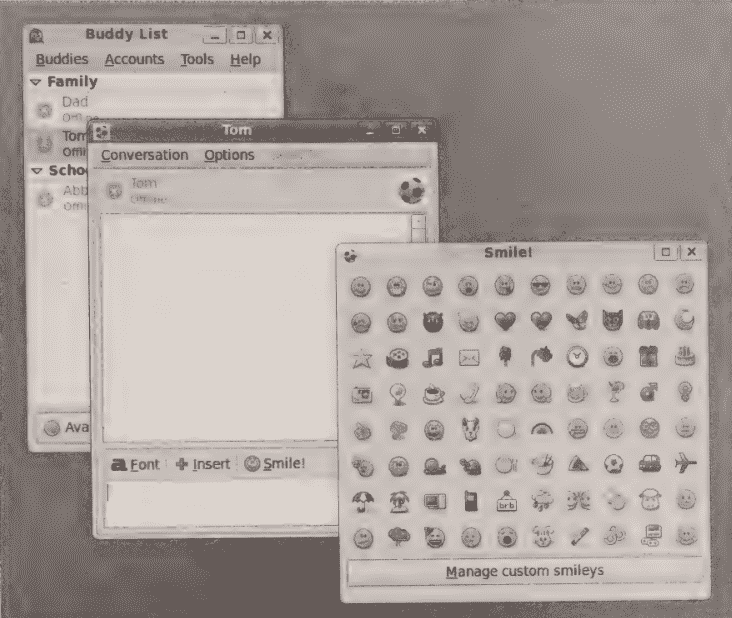 Buddy List
Buddies Accounts Tools Help
Family
Dad
Tom
Tom
Conversation Options
Tom
Offline
Font Insert Smile!
Smile!
brb
Manage custom smileys